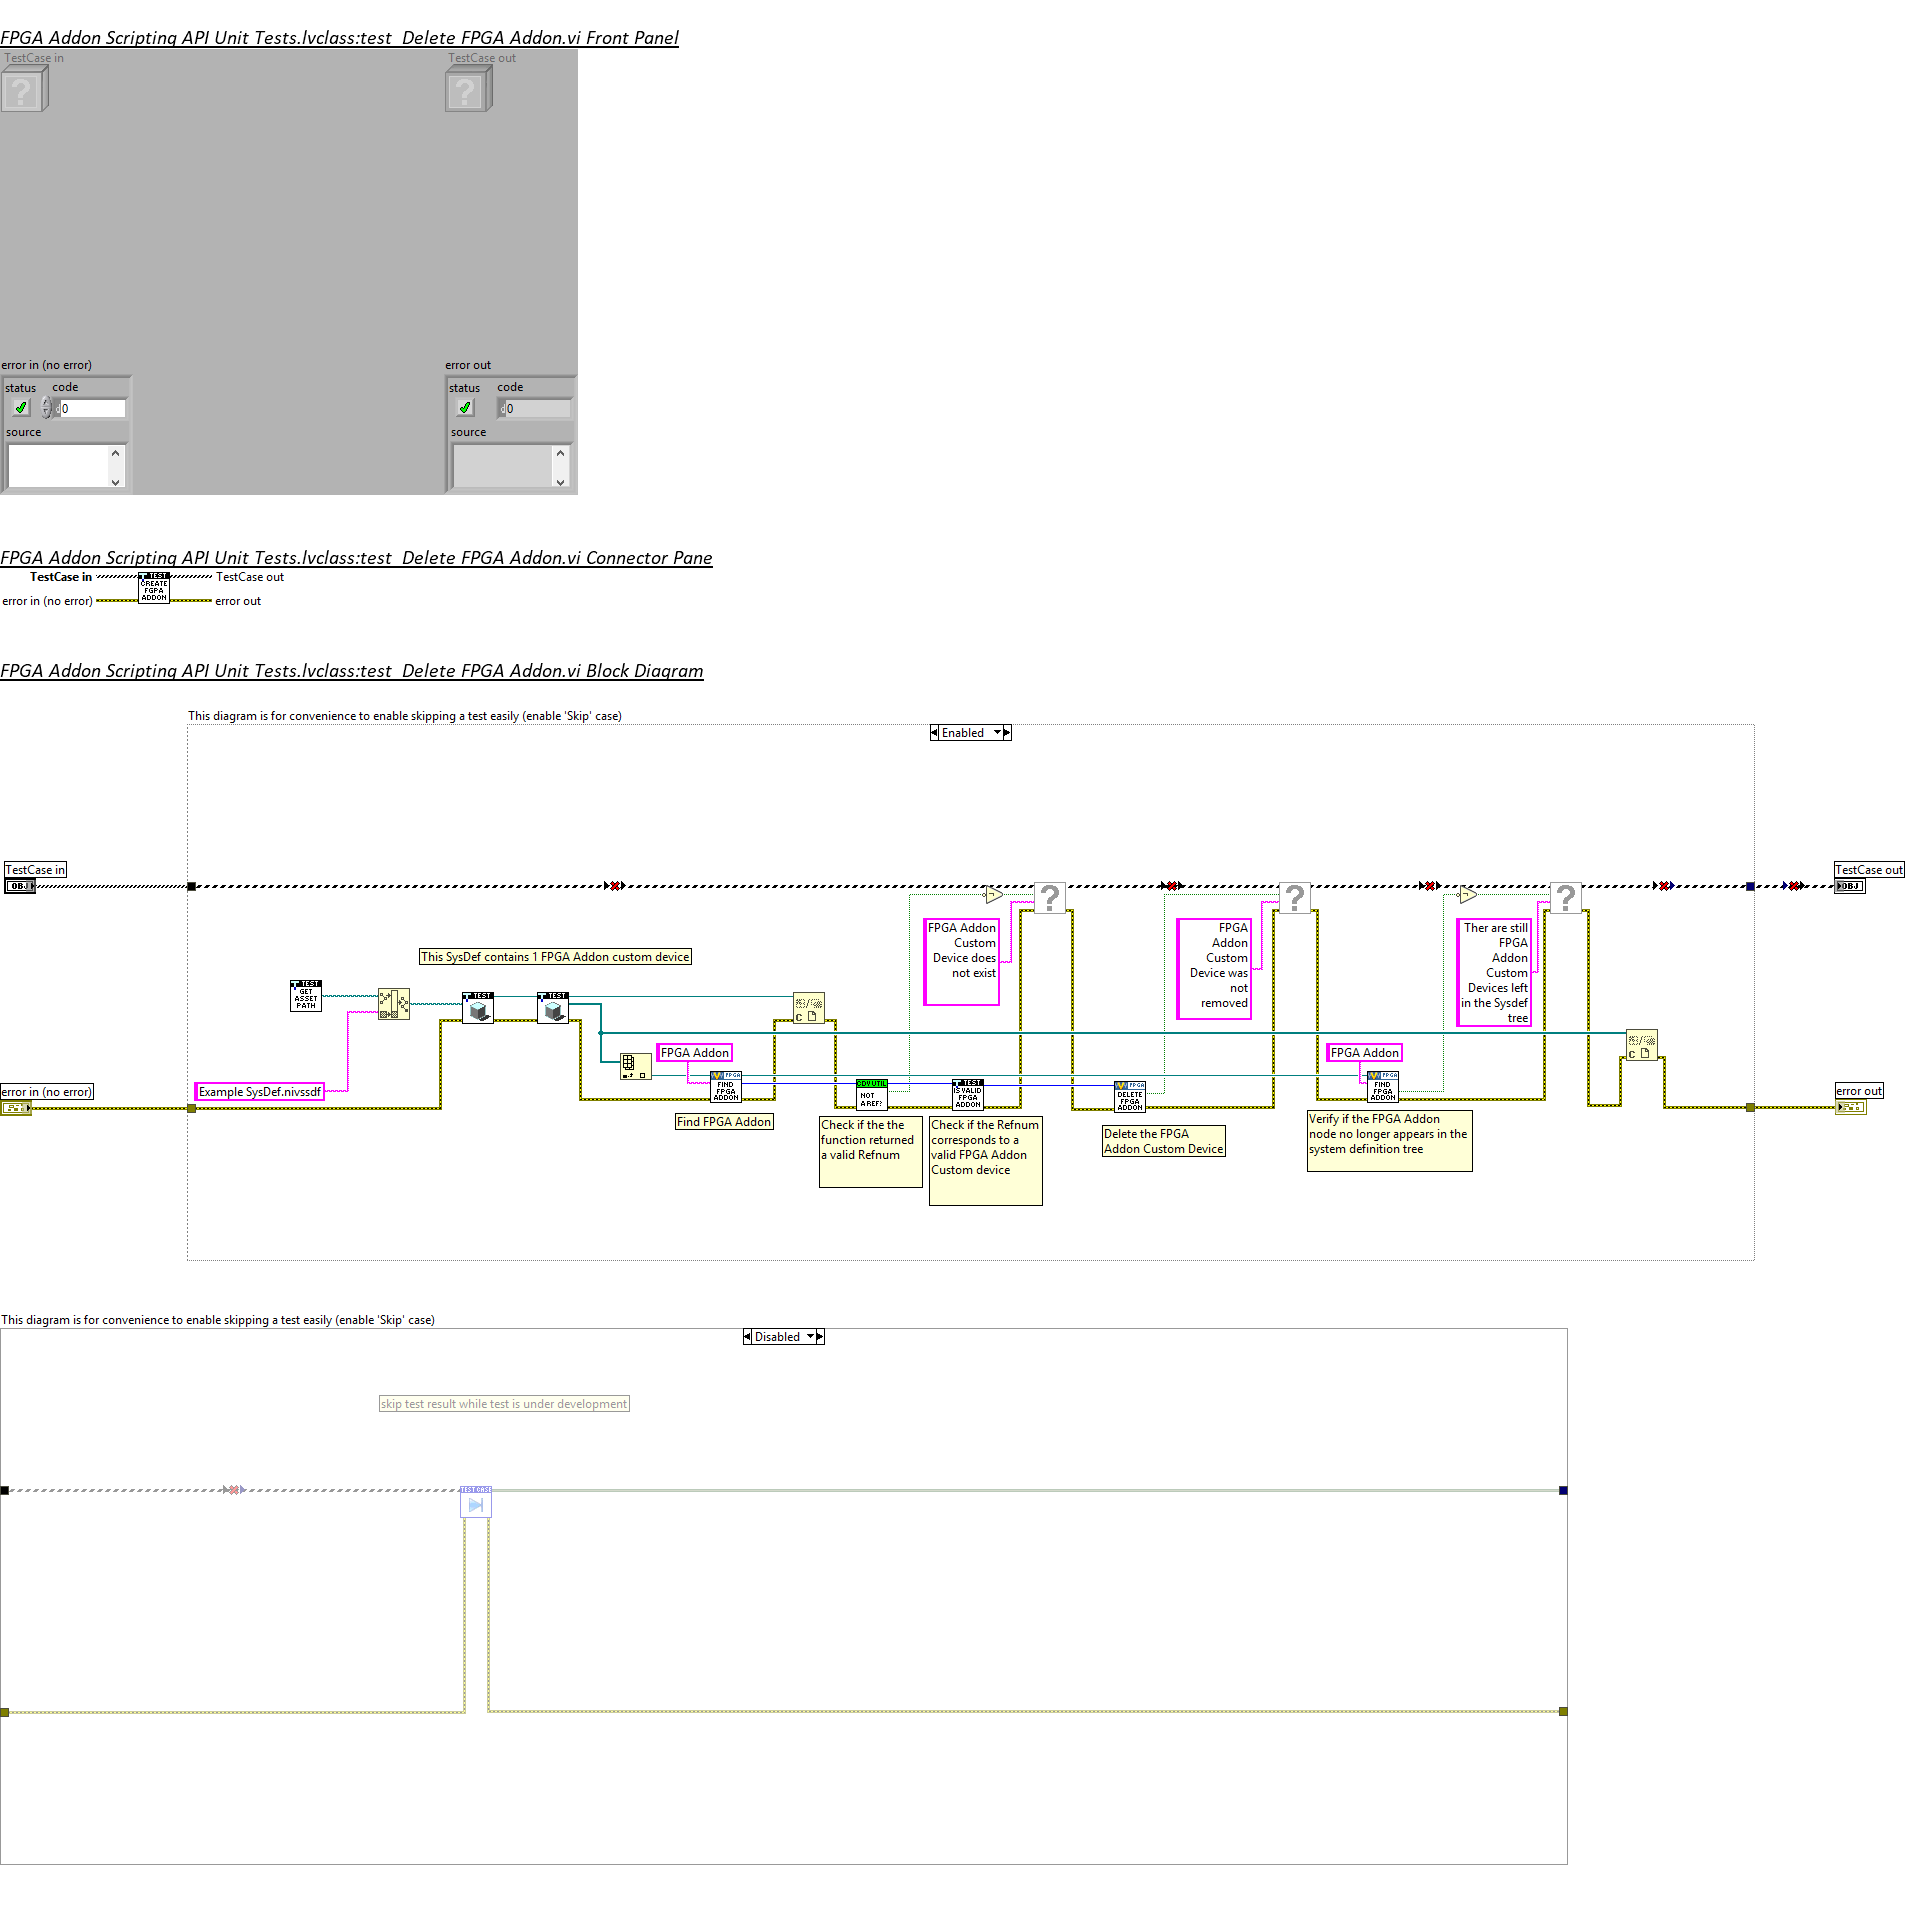 FPGA Addon Scripting API Unit Tests.lvclass:test_Delete FPGA Addon.vi Front Panel
TestCase in
TestCase out
?
?
error in (no error)
error out
status code
status code
d0
d0
source
source
FPGA Addon Scripting API Unit Tests.lvclass:test_Delete FPGA Addon.vi Connector Pane
TestCase in
TEST
CREATE
FGPA
ADDON
TestCase out
error in (no error)
error out
FPGA Addon Scripting API Unit Tests.lvclass:test_Delete FPGA Addon.vi Block Diagram
This diagram is for convenience to enable skipping a test easily (enable 'Skip' case)
Enabled
TestCase in
OBJ
TestCase out
OBJ
?
?
?
FPGA Addon
Custom
Device does
not exist
FPGA
Addon
Custom
Device was
not
removed
Ther are still
FPGA
Addon
Custom
Devices left
in the Sysdef
tree
This SysDef contains 1 FPGA Addon custom device
TEST
GET
ASSET
PATH
TEST
TEST
C
C
FPGA Addon
FPGA Addon
error in (no error)
Example SysDef.nivssdf
FPGA
FIND
FPGA
ADDON
CDV UTIL
NOT
A REF?
TEST
IS VALID
FPGA
ADDON
FPGA
DELETE
FPGA
ADDON
FPGA
FIND
FPGA
ADDON
error out
Find FPGA Addon
Check if the the
function returned
a valid Refnum
Check if the Refnum
corresponds to a
valid FPGA Addon
Custom device
Delete the FPGA
Addon Custom Device
Verify if the FPGA Addon
node no longer appears in the
system definition tree
This diagram is for convenience to enable skipping a test easily (enable 'Skip' case)
Disabled
skip test result while test is under development
TEST CASE